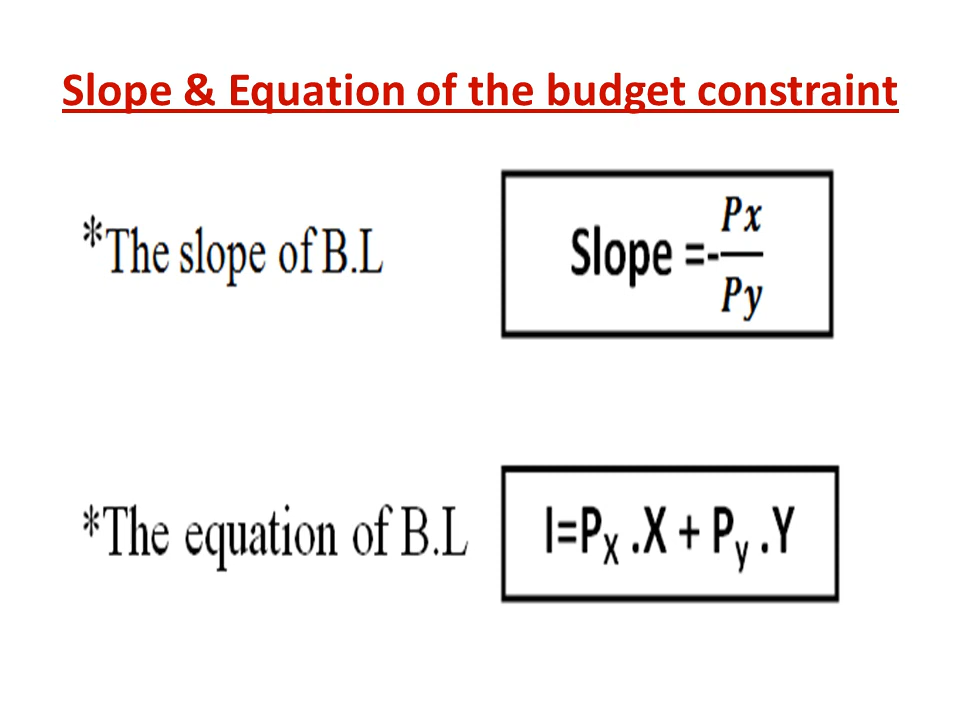 Slope & Equation of the budget constraint
*The slope of B.L
Slope =-Px/Py
*The equation of B.L
I=PX .X + Py .Y